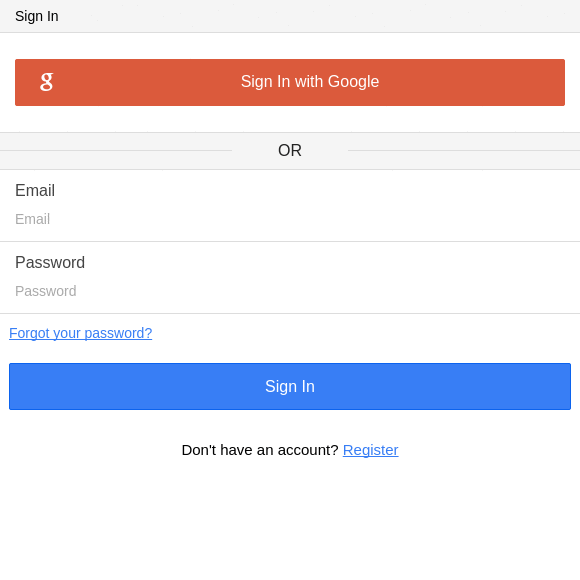 Sign In
g Sign In with Google
OR
Email
Email
Password
Password
Forgot your password?
Sign In
Don't have an account? Register